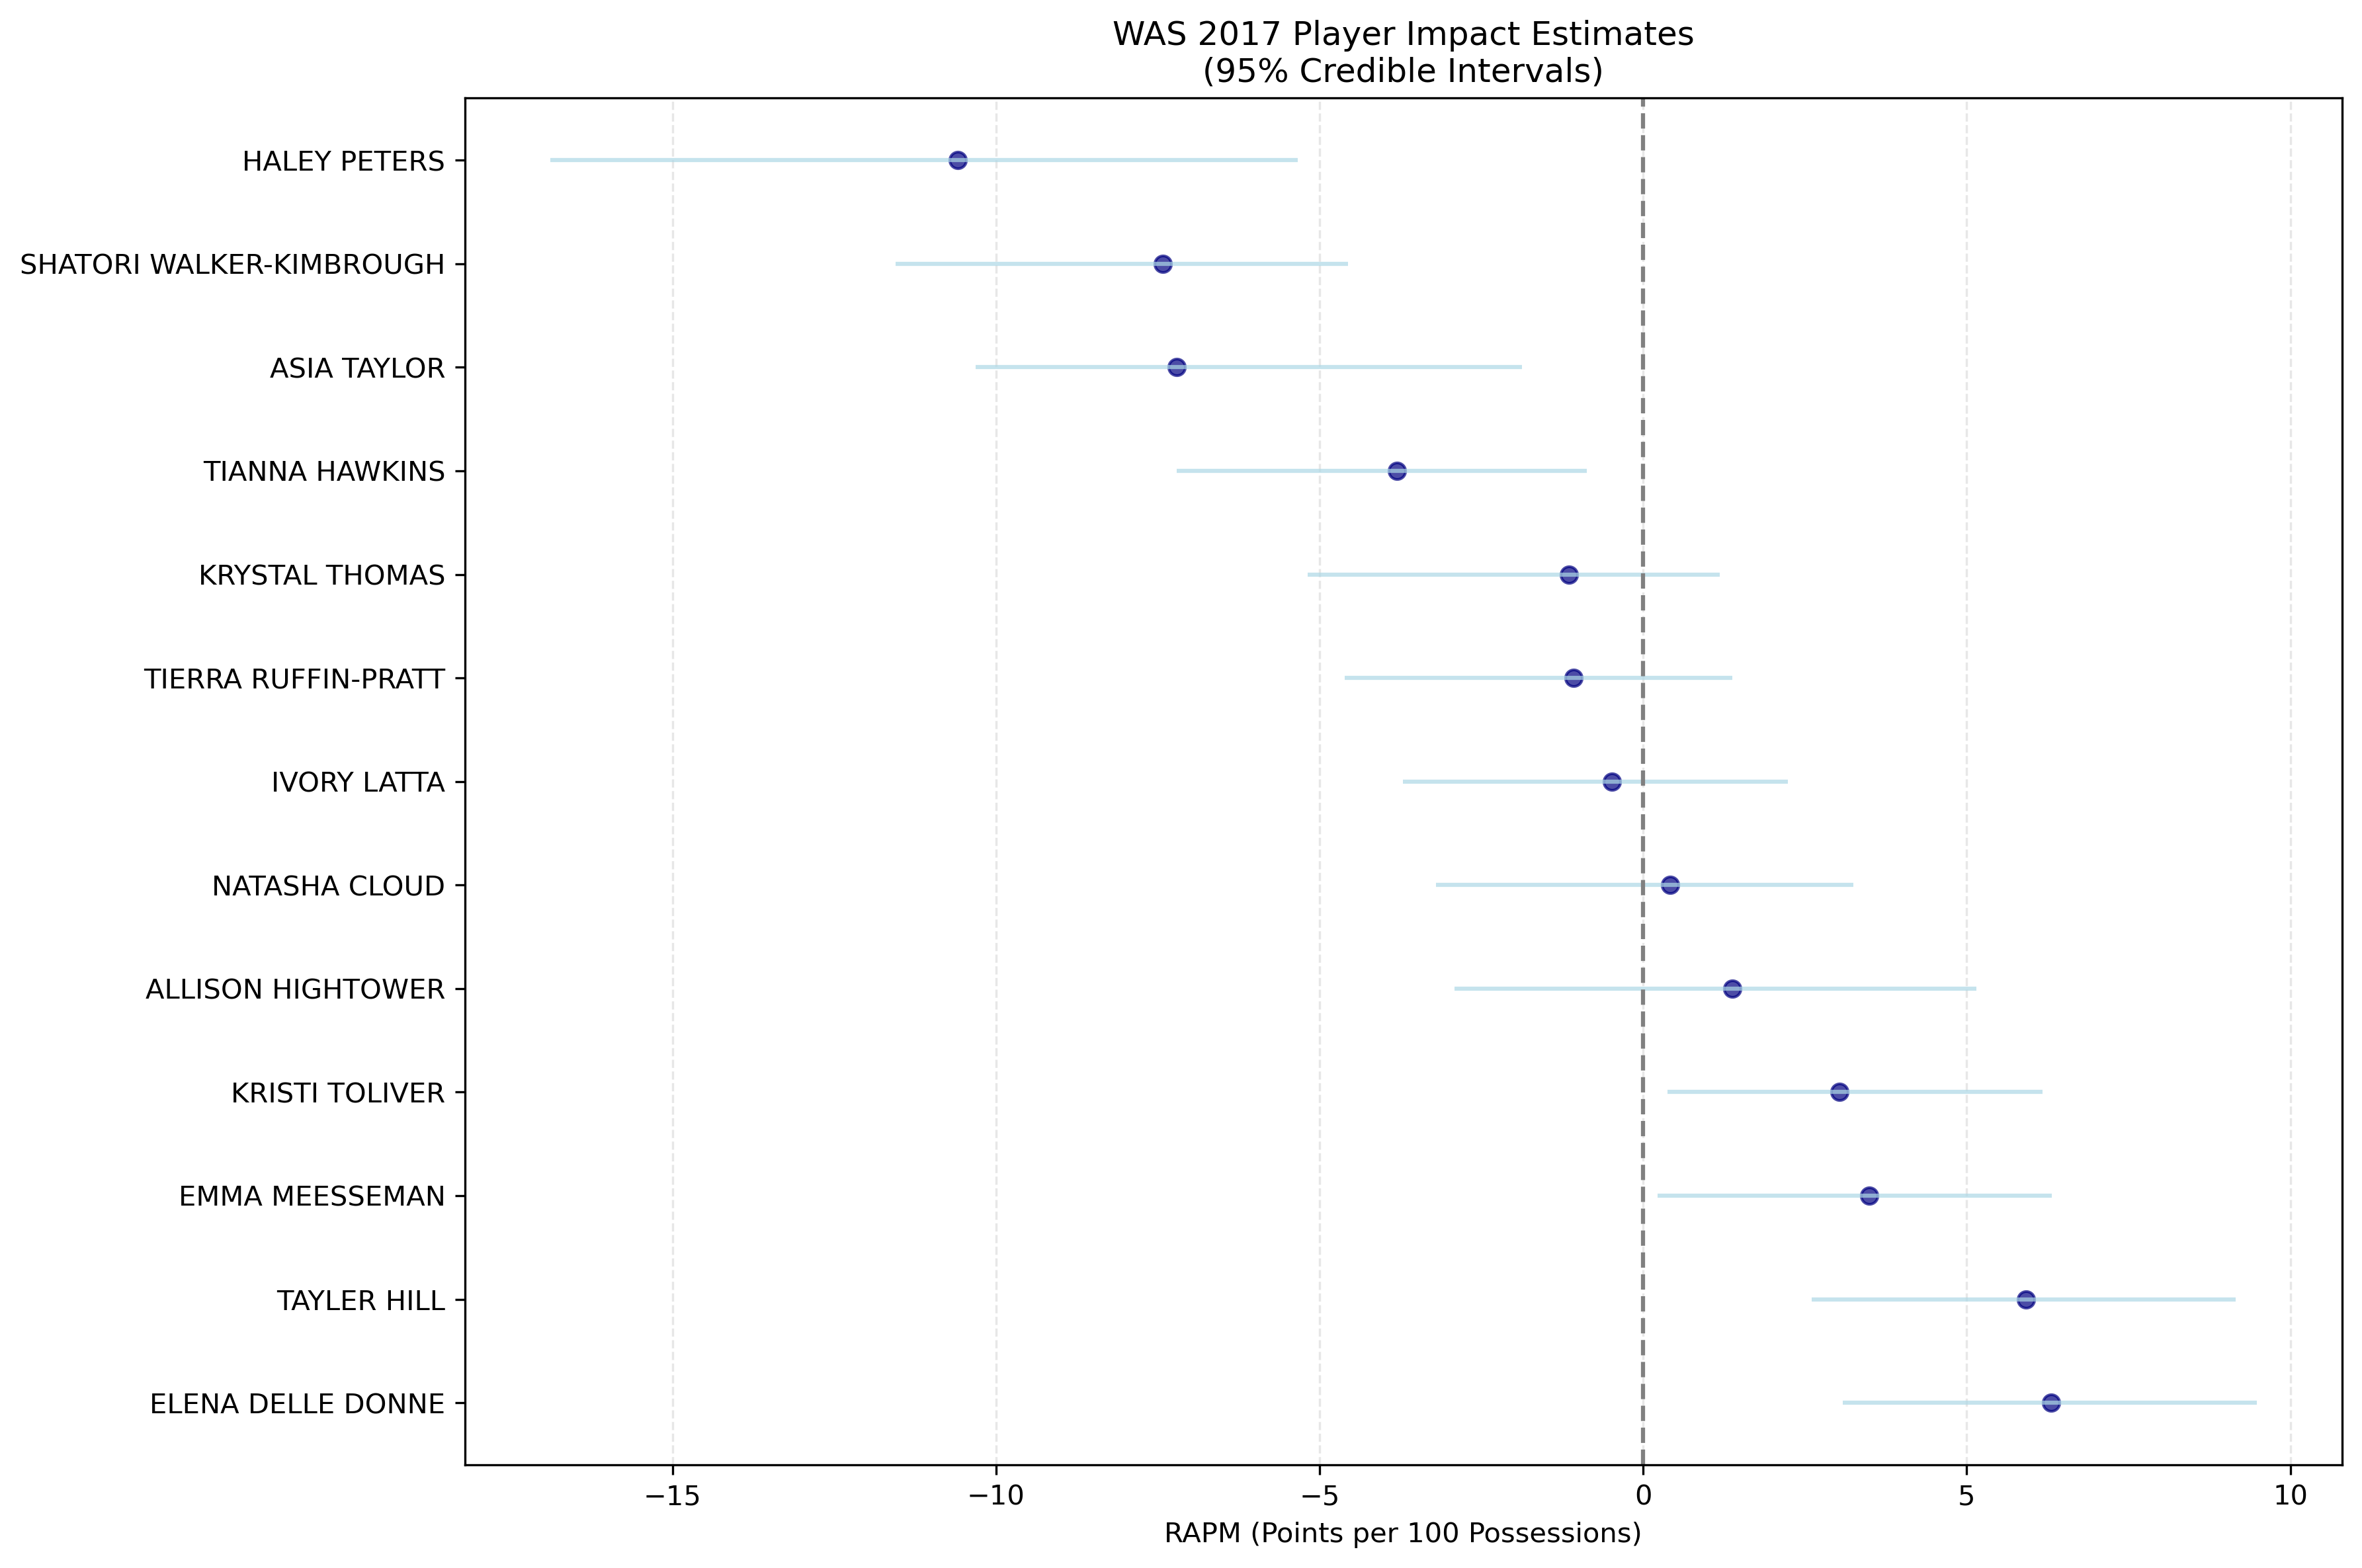 WAS 2017 Player Impact Estimates
(95% Credible Intervals)
HALEY PETERS
SHATORI WALKER-KIMBROUGH
ASIA TAYLOR
TIANNA HAWKINS
KRYSTAL THOMAS
TIERRA RUFFIN-PRATT
IVORY LATTA
NATASHA CLOUD
ALLISON HIGHTOWER
KRISTI TOLIVER
EMMA MEESSEMAN
TAYLER HILL
ELENA DELLE DONNE
−15 −10 −5 0 5 10
RAPM (Points per 100 Possessions)